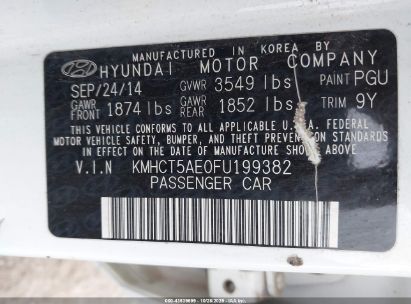 MANUFACTURED IN KOREA BY
HYUNDAI MOTOR COMPANY
SEP/24/14 GVWR 3549 lbs PAINT PGU
GAWR FRONT 1874 lbs GAWR REAR 1852 lbs TRIM 9Y
THIS VEHICLE CONFORMS TO ALL APPLICABLE U.S.A. FEDERAL
MOTOR VEHICLE SAFETY, BUMPER, AND THEFT PREVENTION STANDARDS
IN EFFECT ON THE DATE OF MANUFACTURE SHOWN ABOVE.
V.I.N KMHCT5AE0FU199382
PASSENGER CAR